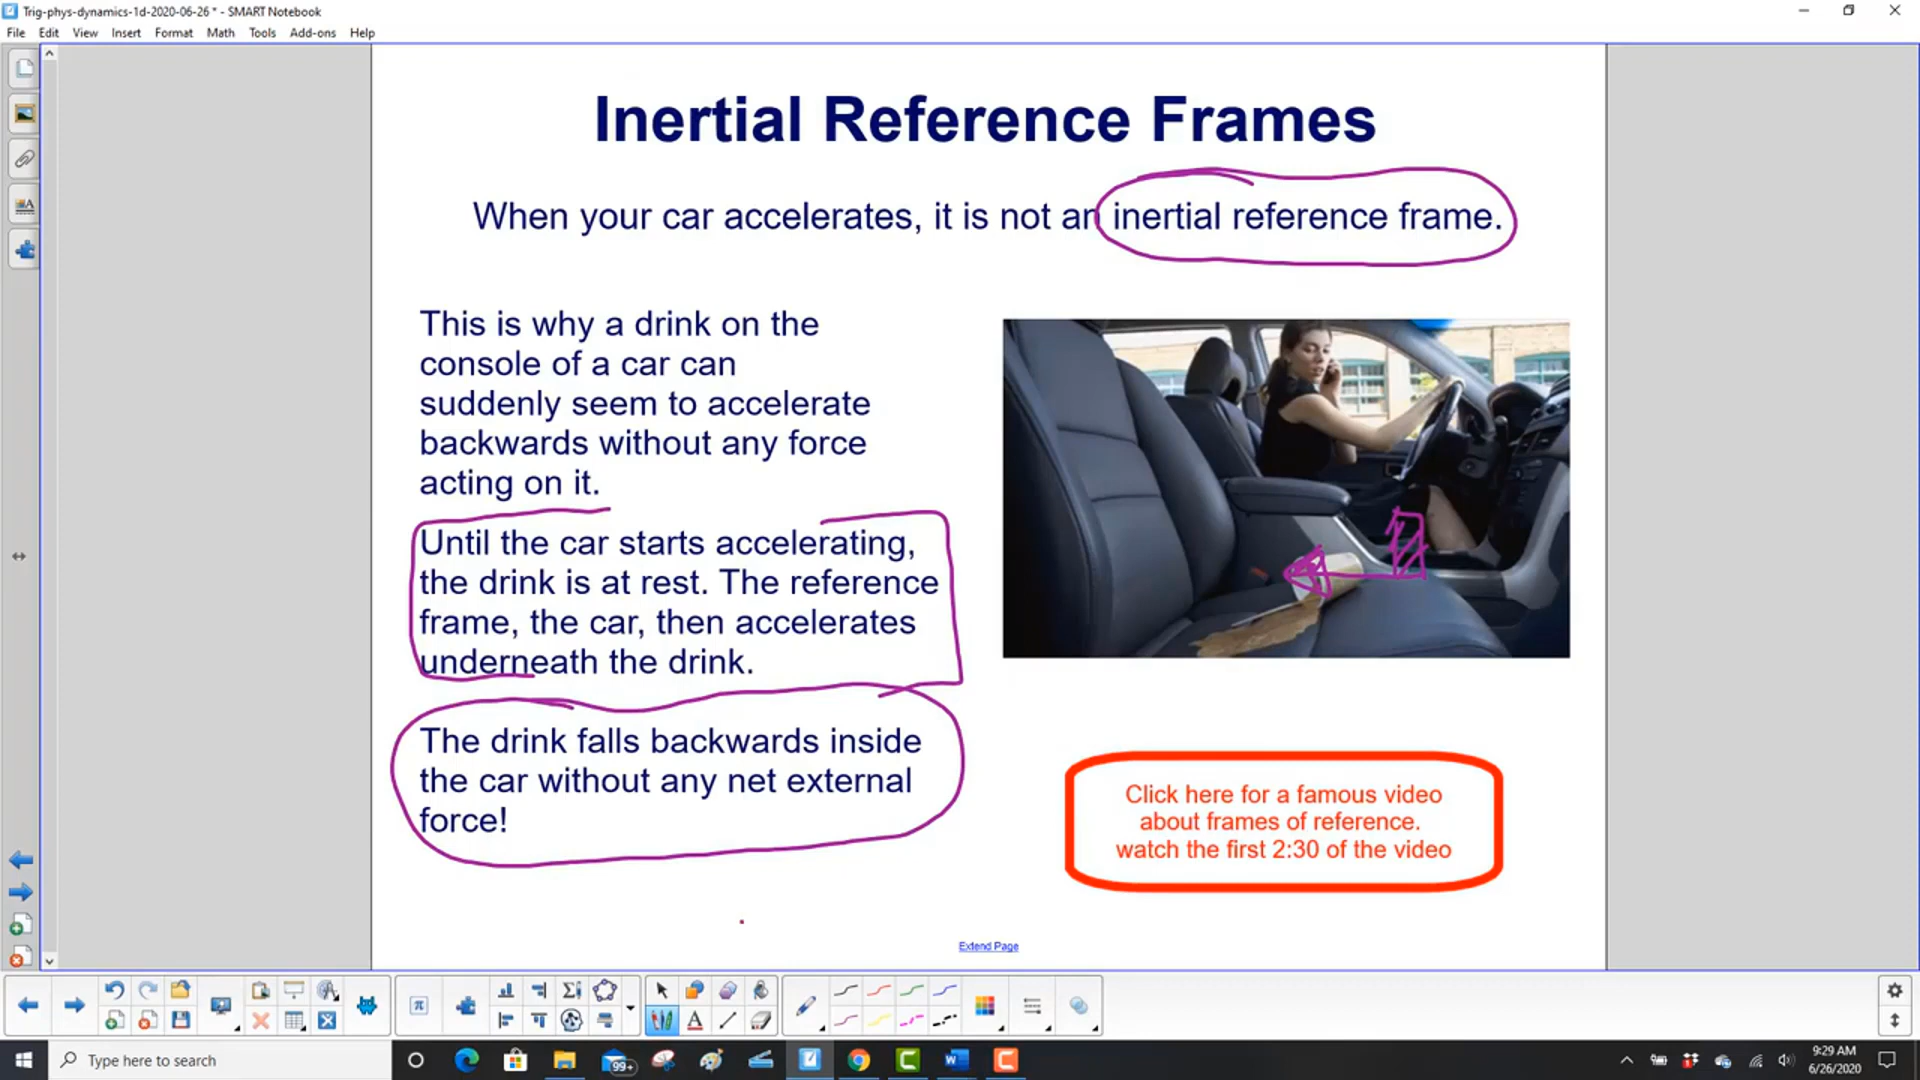 Trig-phys-dynamics-1d-2020-06-26 * - SMART Notebook
File Edit View Insert Format Math Tools Add-ons Help
Inertial Reference Frames
When your car accelerates, it is not an inertial reference frame.
This is why a drink on the
console of a car can
suddenly seem to accelerate
backwards without any force
acting on it.
Until the car starts accelerating,
the drink is at rest. The reference
frame, the car, then accelerates
underneath the drink.
The drink falls backwards inside
the car without any net external
force!
Click here for a famous video
about frames of reference.
watch the first 2:30 of the video
Extend Page
Type here to search
99+
9:29 AM
6/26/2020